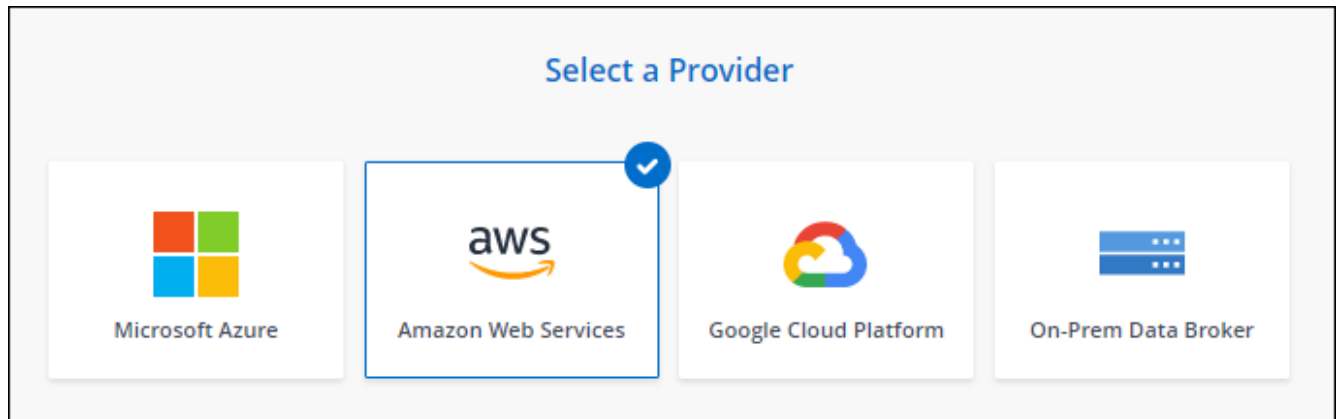 Select a Provider
aws
Microsoft Azure
Amazon Web Services
Google Cloud Platform
On-Prem Data Broker